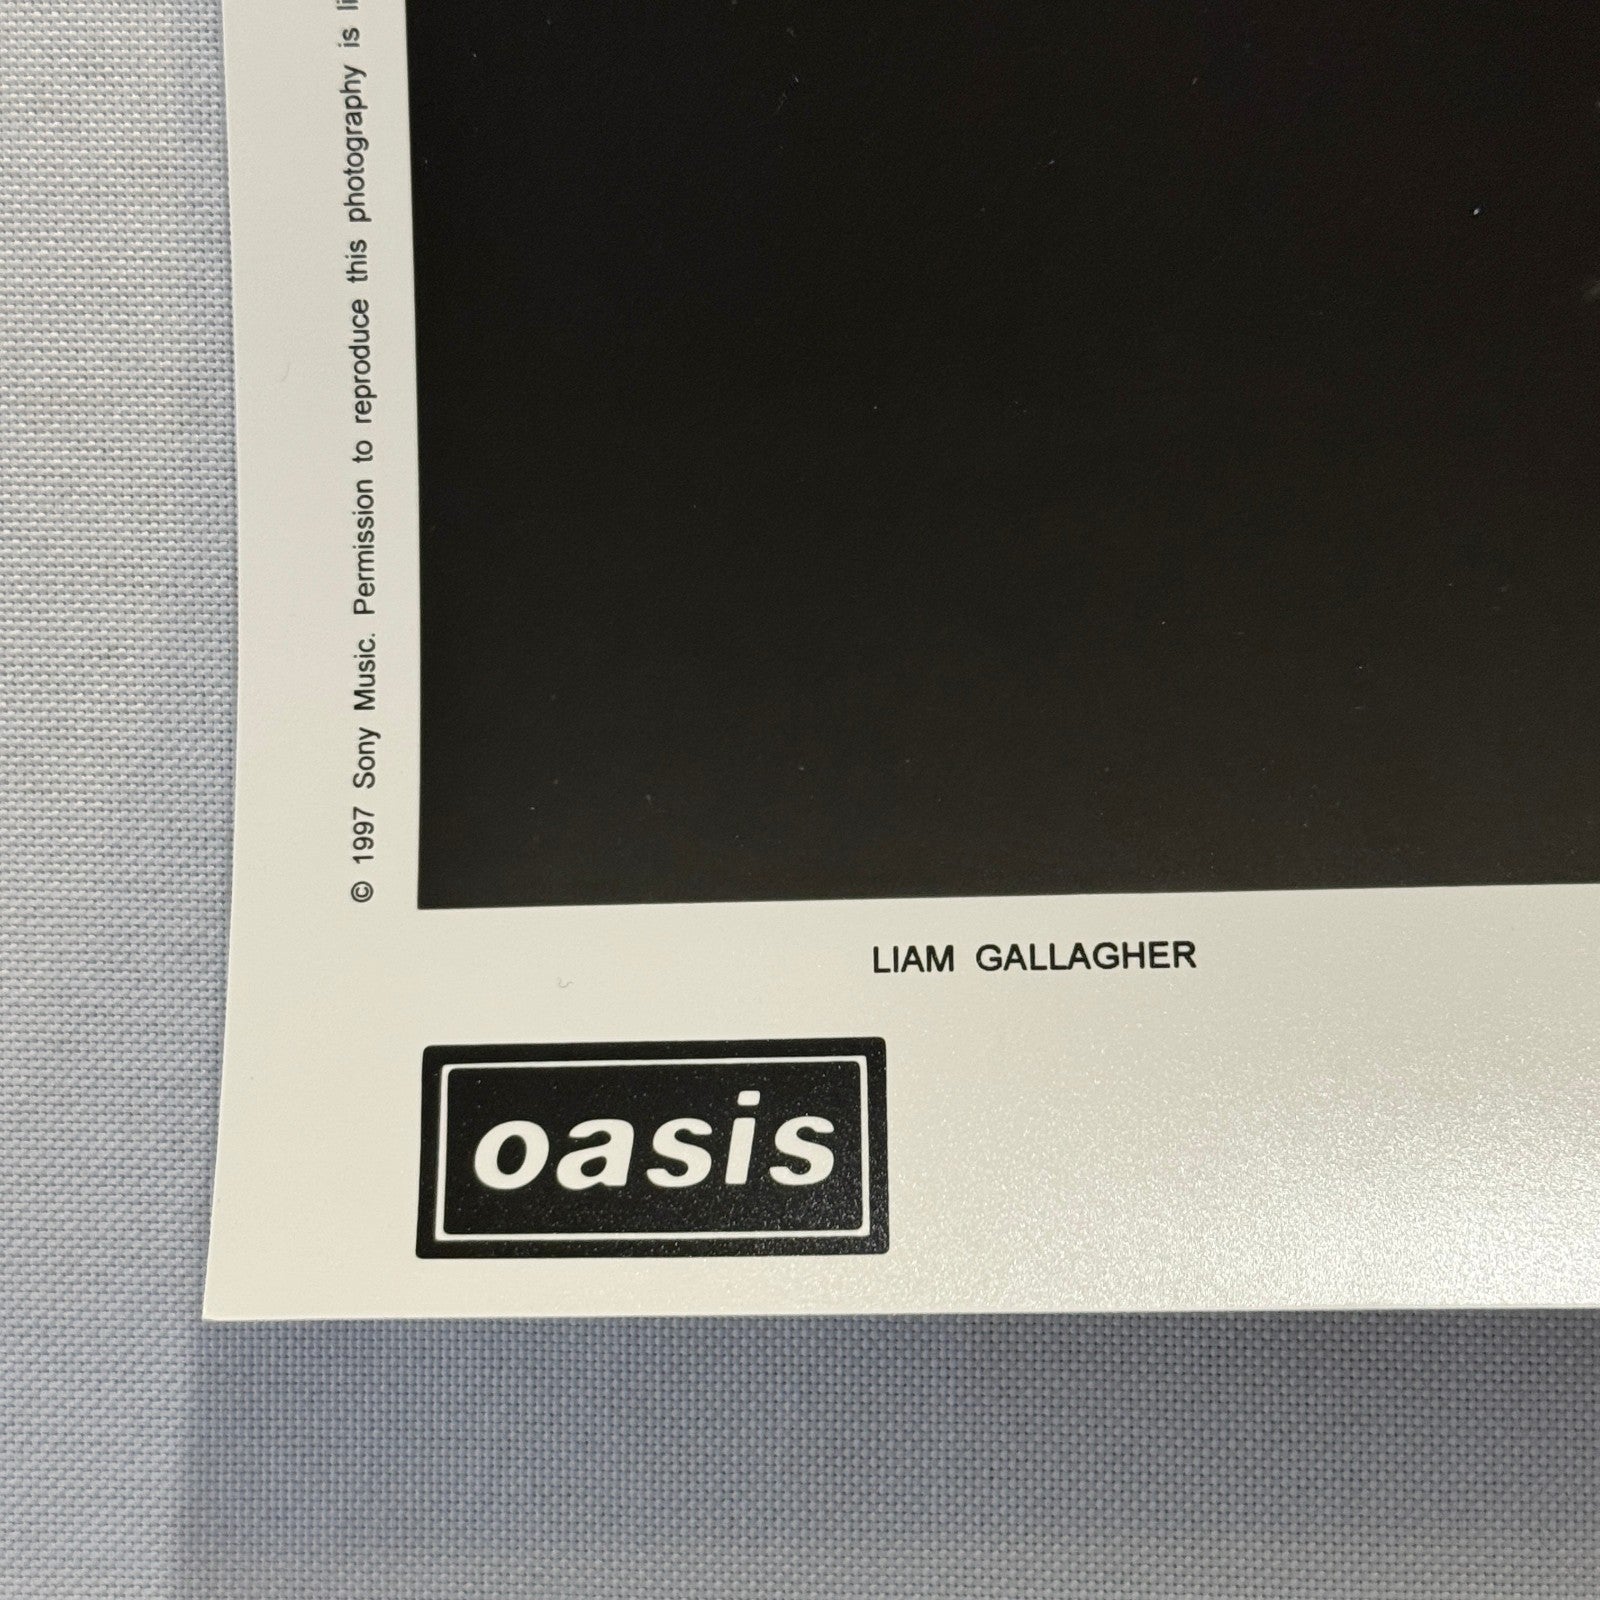 © 1997 Sony Music. Permission to reproduce this photography is
LIAM GALLAGHER
oasis